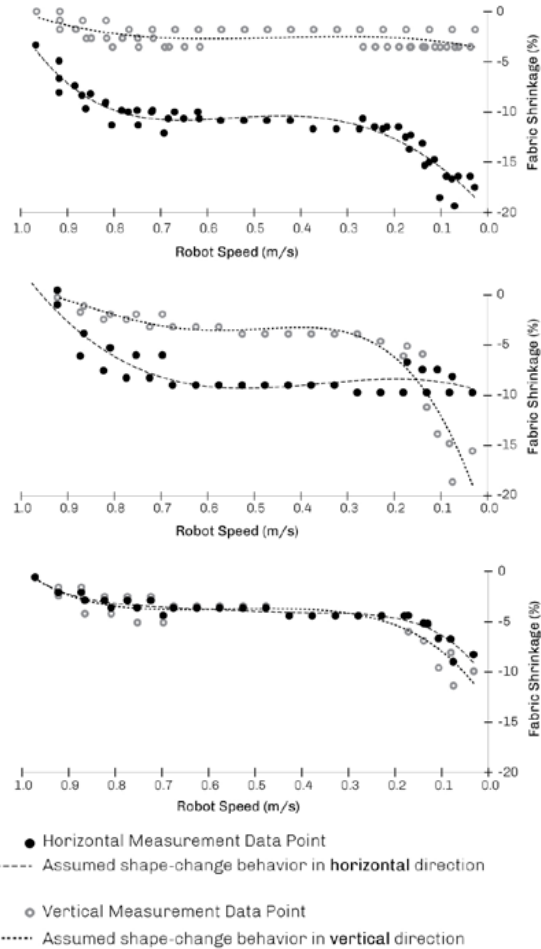 0
-5
-10
-15
-20
Fabric Shrinkage (%)
1.0 0.9 0.8 0.7 0.6 0.5 0.4 0.3 0.2 0.1 0.0
Robot Speed (m/s)
0
-5
-10
-15
-20
Fabric Shrinkage (%)
1.0 0.9 0.8 0.7 0.6 0.5 0.4 0.3 0.2 0.1 0.0
Robot Speed (m/s)
0
-5
-10
-15
-20
Fabric Shrinkage (%)
1.0 0.9 0.8 0.7 0.6 0.5 0.4 0.3 0.2 0.1 0.0
Robot Speed (m/s)
Horizontal Measurement Data Point
Assumed shape-change behavior in horizontal direction
Vertical Measurement Data Point
Assumed shape-change behavior in vertical direction